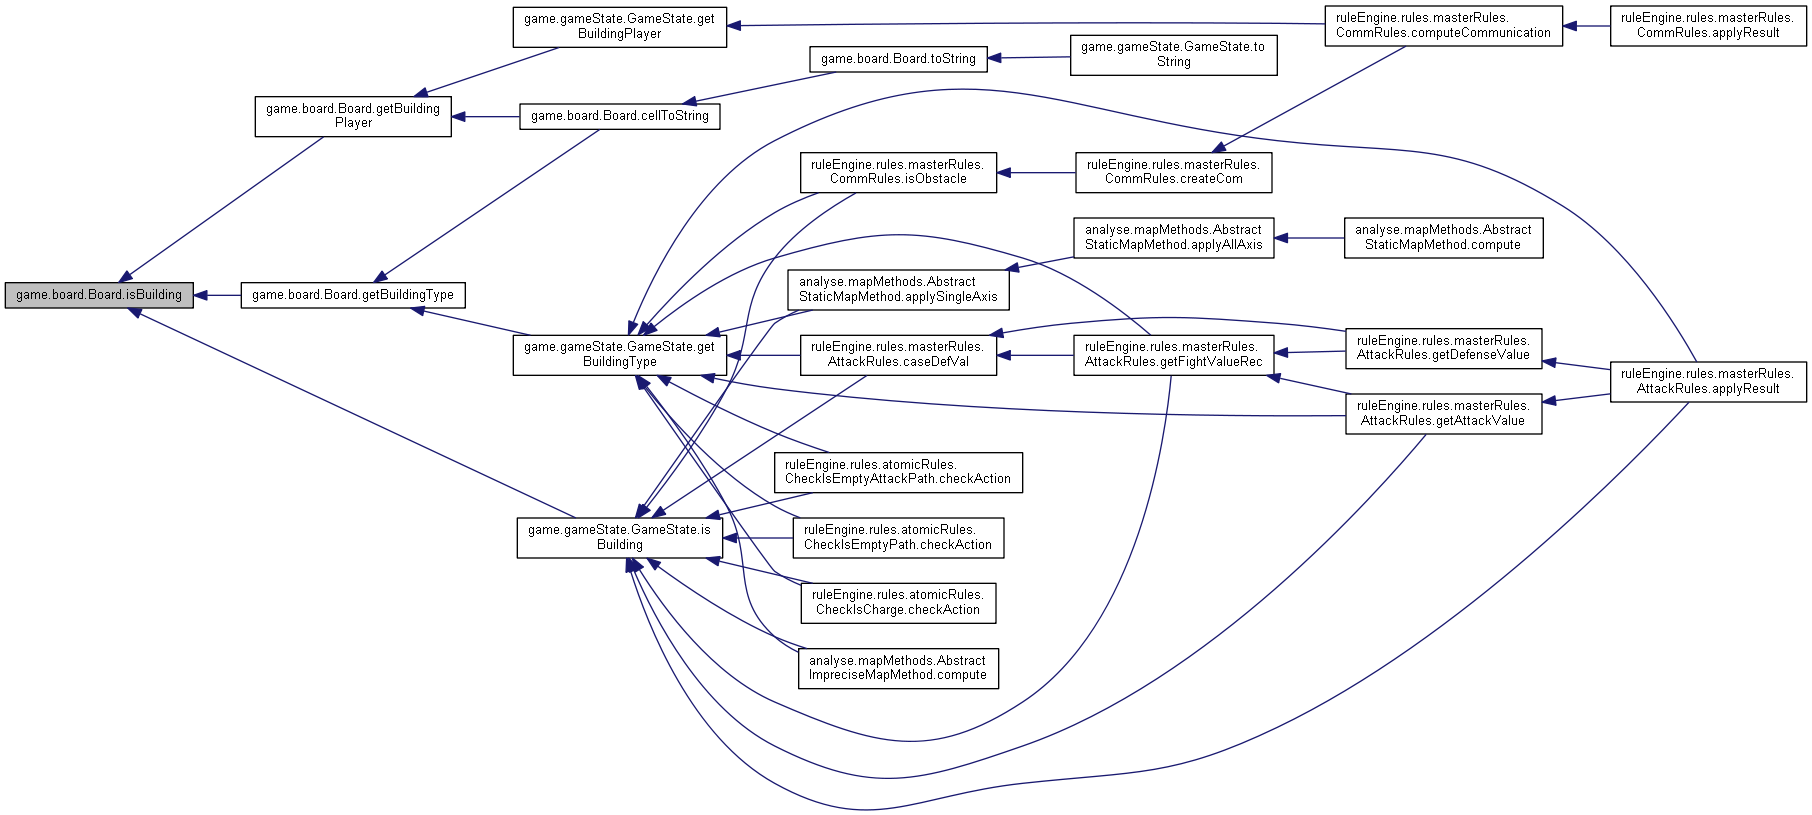 game.gameState.GameState.get
BuildingPlayer
ruleEngine.rules.masterRules.
CommRules.computeCommunication
ruleEngine.rules.masterRules.
CommRules.applyResult
game.board.Board.toString
game.gameState.GameState.to
String
game.board.Board.getBuilding
Player
game.board.Board.cellToString
ruleEngine.rules.masterRules.
CommRules.isObstacle
ruleEngine.rules.masterRules.
CommRules.createCom
analyse.mapMethods.Abstract
StaticMapMethod.applyAllAxis
analyse.mapMethods.Abstract
StaticMapMethod.compute
game.board.Board.isBuilding
game.board.Board.getBuildingType
analyse.mapMethods.Abstract
StaticMapMethod.applySingleAxis
game.gameState.GameState.get
BuildingType
ruleEngine.rules.masterRules.
AttackRules.caseDefVal
ruleEngine.rules.masterRules.
AttackRules.getFightValueRec
ruleEngine.rules.masterRules.
AttackRules.getDefenseValue
ruleEngine.rules.masterRules.
AttackRules.applyResult
ruleEngine.rules.masterRules.
AttackRules.getAttackValue
ruleEngine.rules.atomicRules.
CheckIsEmptyAttackPath.checkAction
game.gameState.GameState.is
Building
ruleEngine.rules.atomicRules.
CheckIsEmptyPath.checkAction
ruleEngine.rules.atomicRules.
CheckIsCharge.checkAction
analyse.mapMethods.Abstract
ImpreciseMapMethod.compute